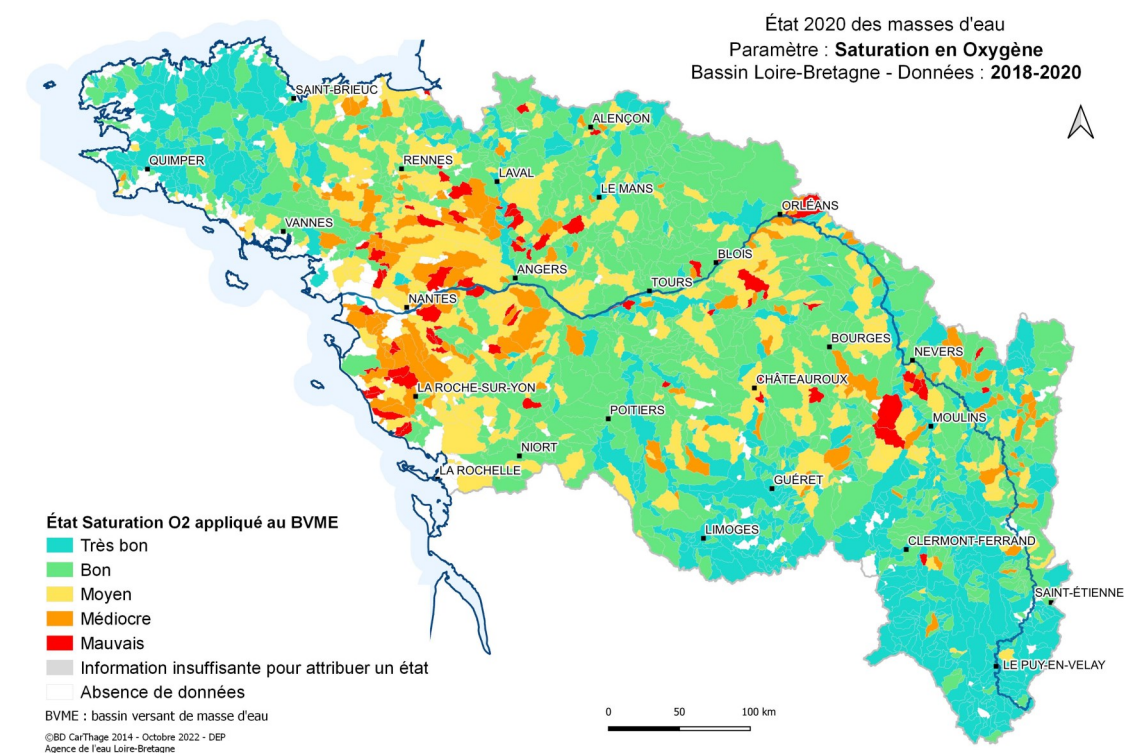 État 2020 des masses d'eau
Paramètre : Saturation en Oxygène
Bassin Loire-Bretagne - Données : 2018-2020
SAINT-BRIEUC
ALENÇON
QUIMPER
RENNES
LAVAL
LE MANS
ORLÉANS
VANNES
BLOIS
ANGERS
TOURS
NANTES
BOURGES
NEVERS
CHÂTEAUROUX
LA ROCHE-SUR-YON
POITIERS
MOULINS
NIORT
LA ROCHELLE
GUÉRET
LIMOGES
CLERMONT-FERRAND
SAINT-ÉTIENNE
LE PUY-EN-VELAY
État Saturation O2 appliqué au BVME
Très bon
Bon
Moyen
Médiocre
Mauvais
Information insuffisante pour attribuer un état
Absence de données
BVME : bassin versant de masse d'eau
©BD CarThage 2014 - Octobre 2022 - DEP
Agence de l'eau Loire-Bretagne
0 50 100 km